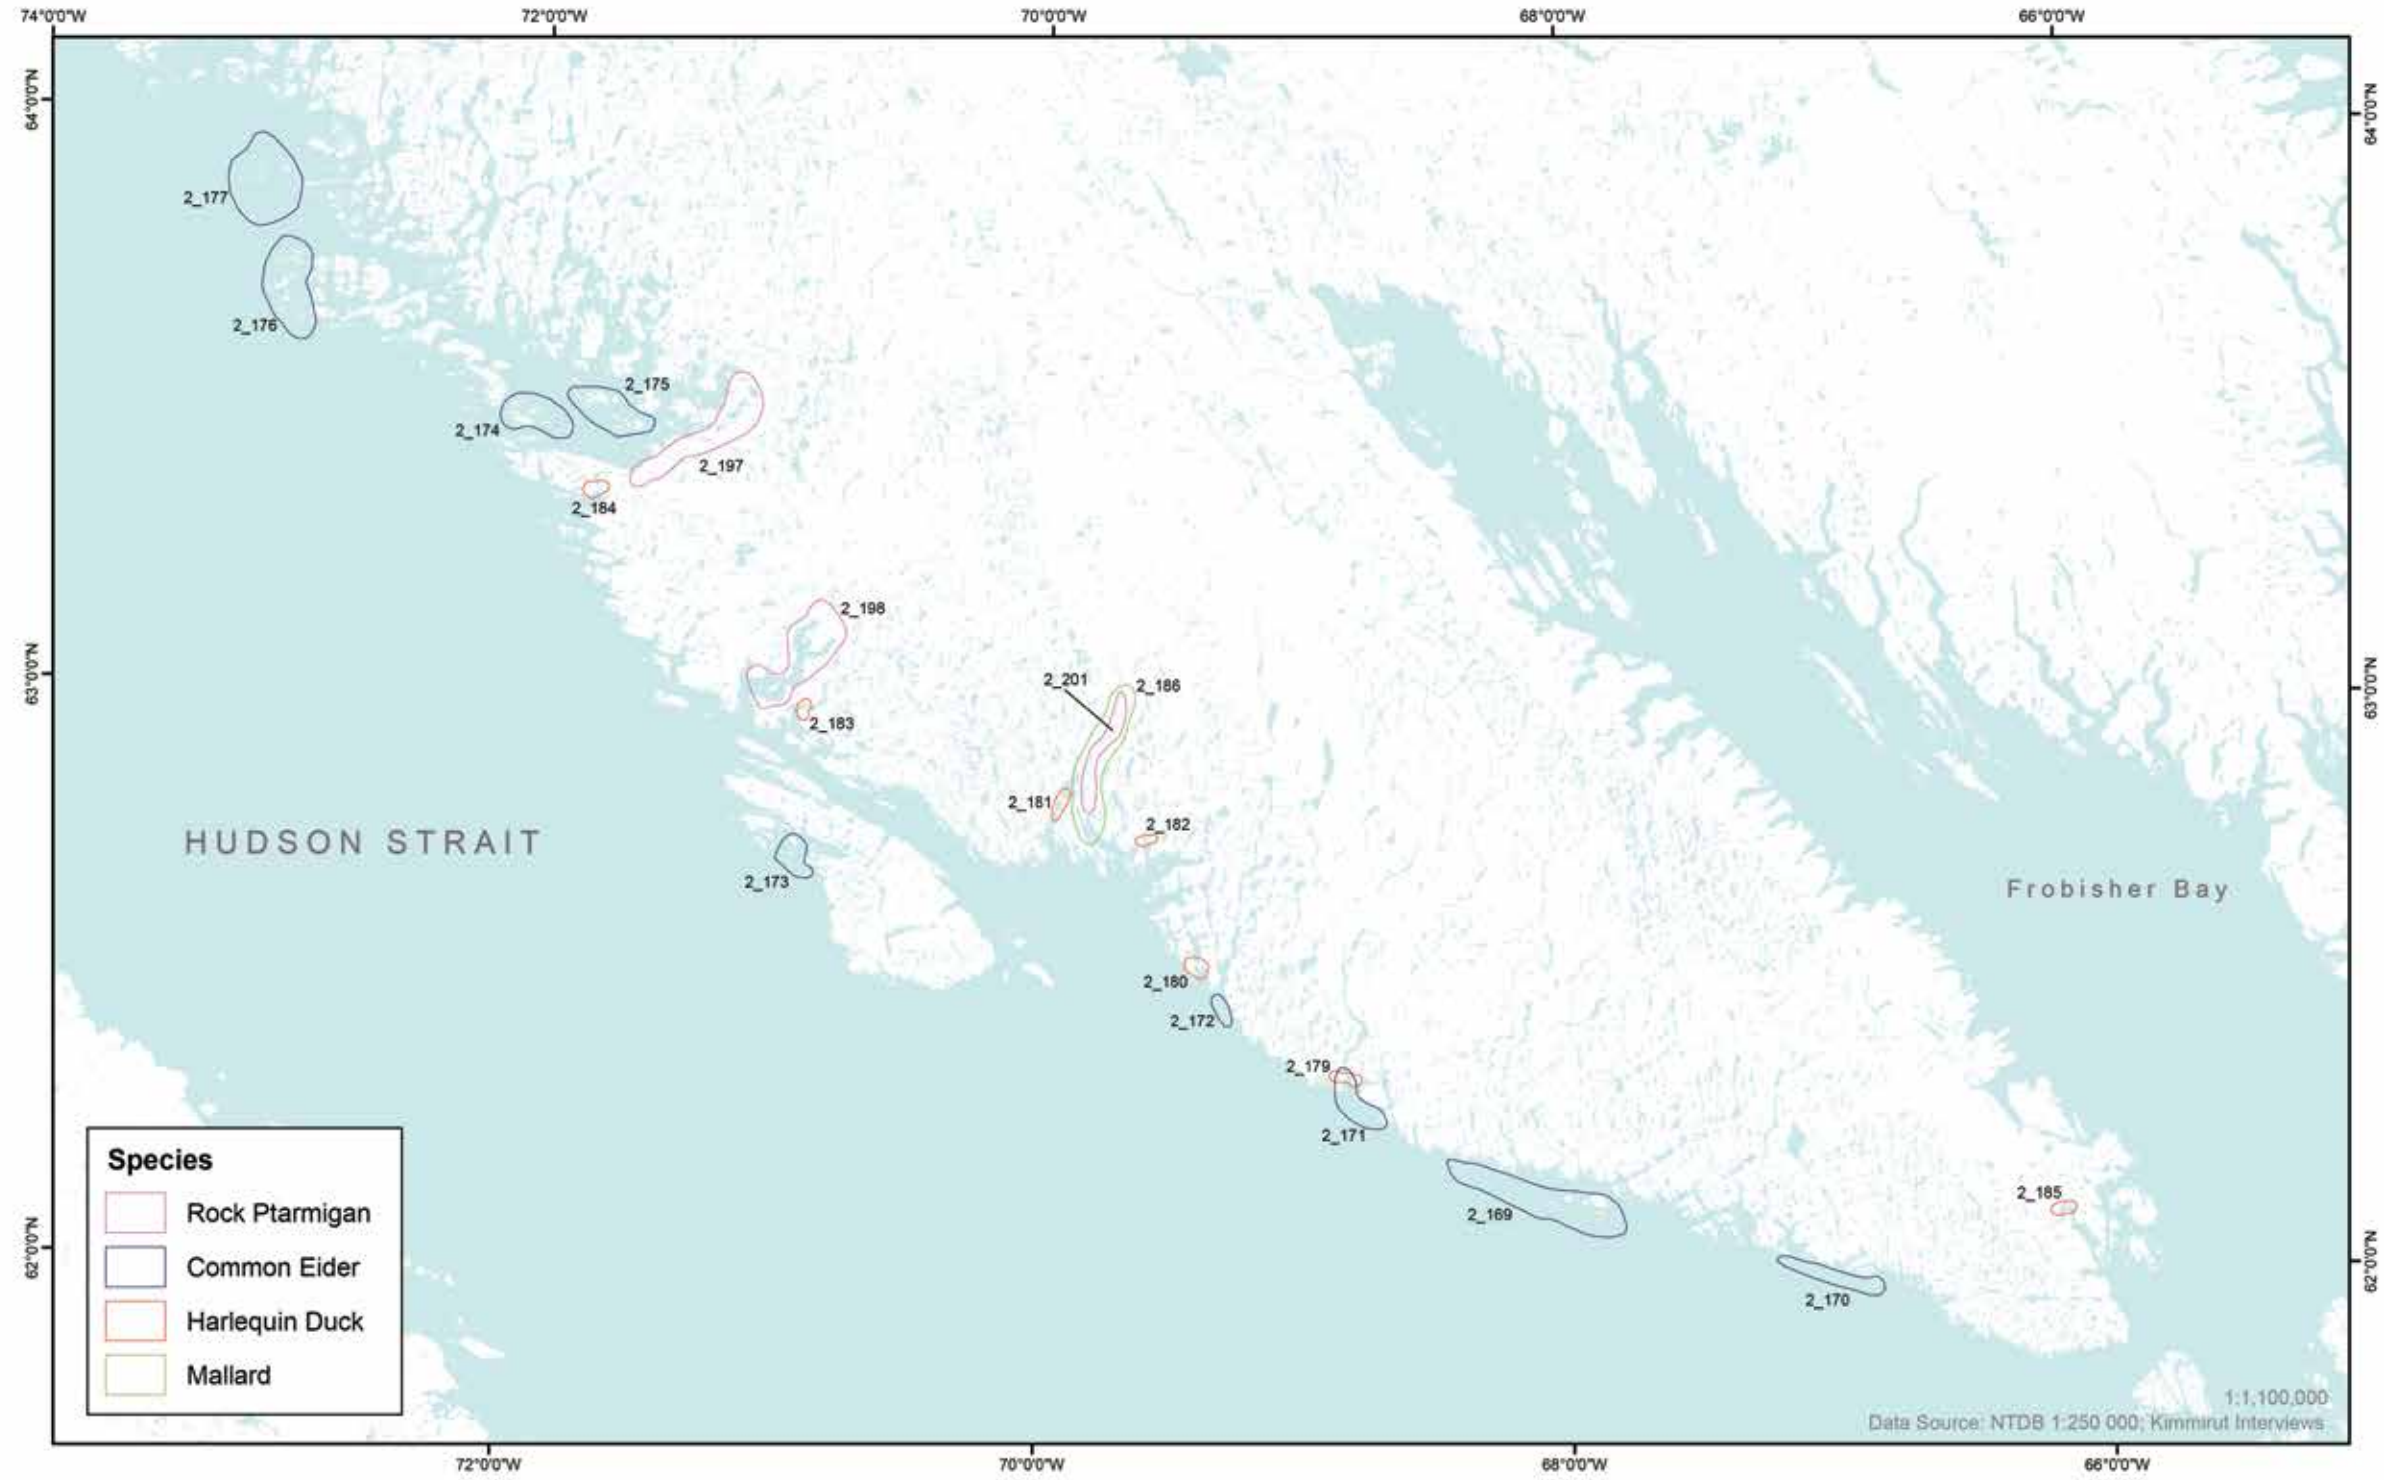 74°0'0"W 72°0'0"W 70°0'0"W 68°0'0"W 66°0'0"W
64°0'0"N
64°0'0"N
2_177
2_176
2_175
2_174
2_197
2_184
2_198
63°0'0"N
63°0'0"N
2_201
2_186
2_183
2_181
2_182
HUDSON STRAIT
2_173
Frobisher Bay
2_180
2_172
2_179
2_171
2_185
2_169
62°0'0"N
62°0'0"N
2_170
Species
Rock Ptarmigan
Common Eider
Harlequin Duck
Mallard
1:1,100,000
Data Source: NTDB 1:250 000; Kimmirut Interviews
72°0'0"W 70°0'0"W 68°0'0"W 66°0'0"W